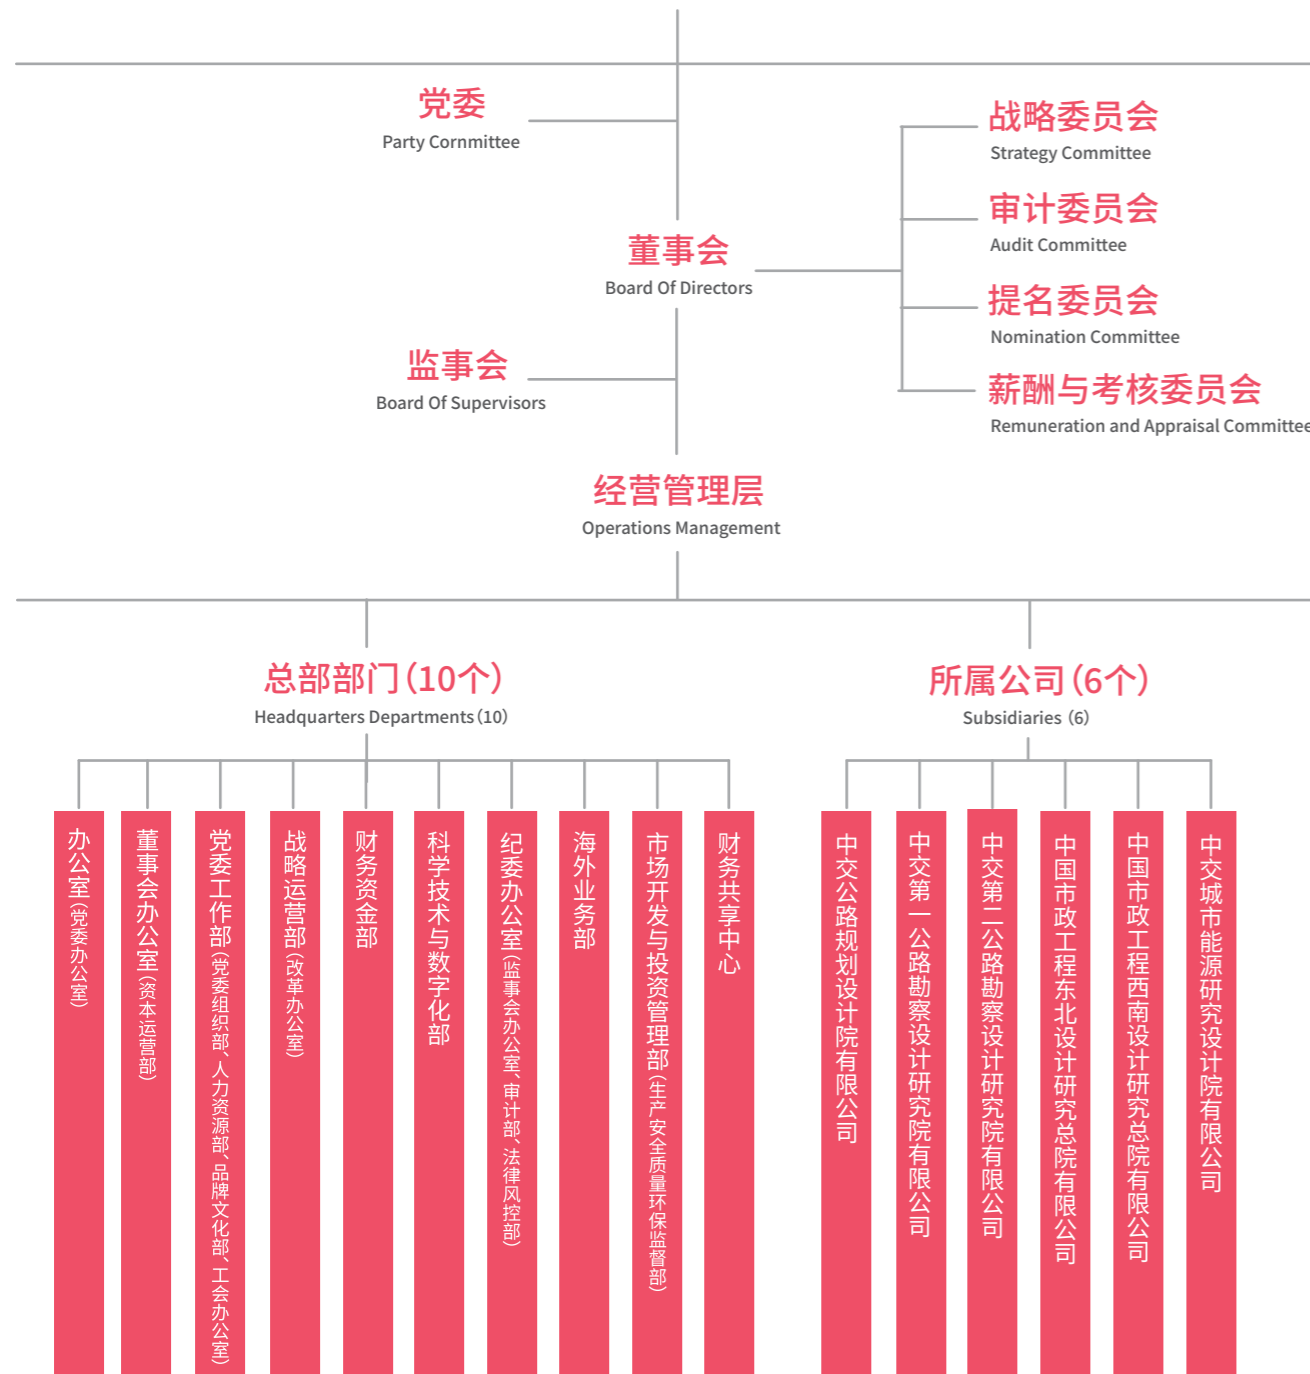 党委
Party Cornmittee
战略委员会
Strategy Committee
审计委员会
Audit Committee
董事会
Board Of Directors
提名委员会
Nomination Committee
监事会
Board Of Supervisors
薪酬与考核委员会
Remuneration and Appraisal Committee
经营管理层
Operations Management
总部部门（10个）
Headquarters Departments（10）
所属公司（6个）
Subsidiaries（6）
办公室（党委办公室）
董事会办公室（资本运营部）
党委工作部（党委组织部、人力资源部、品牌文化部、工会办公室）
战略运营部（改革办公室）
财务资金部
科学技术与数字化部
纪委办公室（监事会办公室、审计部、法律风控部）
海外业务部
市场开发与投资管理部（生产安全质量环保监督部）
财务共享中心
中交公路规划设计院有限公司
中交第一公路勘察设计研究院有限公司
中交第二公路勘察设计研究院有限公司
中国市政工程东北设计研究总院有限公司
中国市政工程西南设计研究总院有限公司
中交城市能源研究设计院有限公司